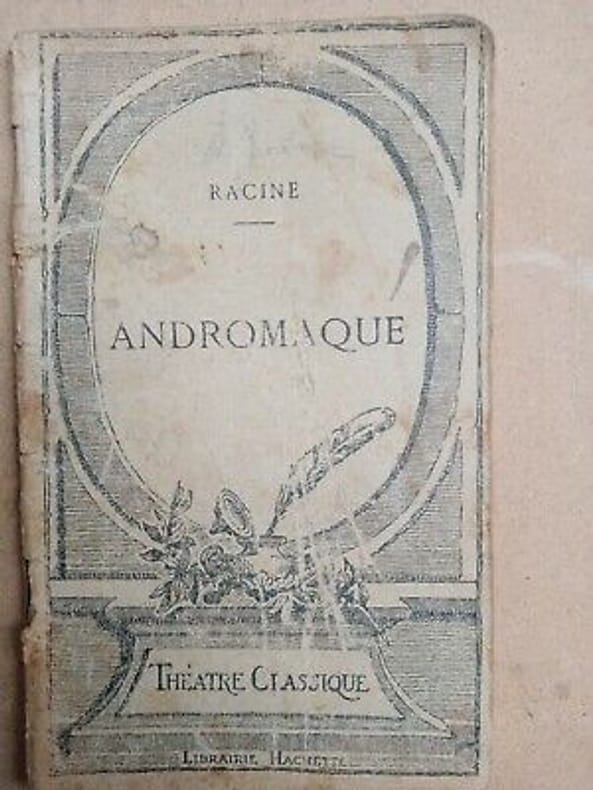 RACINE
ANDROMAQUE
THÉATRE CLASSIQUE
LIBRAIRIE HACHETTE